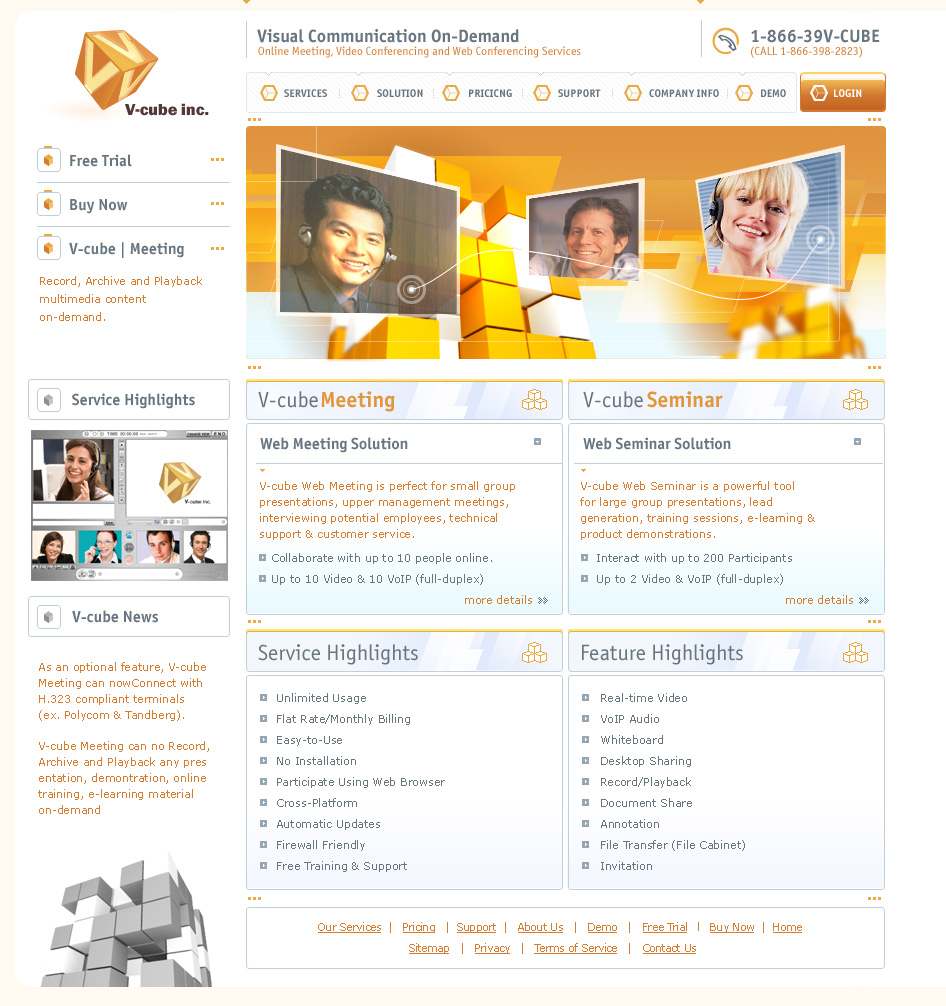 V-cube inc.
Visual Communication On-Demand
Online Meeting, Video Conferencing and Web Conferencing Services
1-866-39V-CUBE
(CALL 1-866-398-2823)
SERVICES
SOLUTION
PRICICNG
SUPPORT
COMPANY INFO
DEMO
LOGIN
Free Trial
Buy Now
V-cube | Meeting
Record, Archive and Playback
multimedia content
on-demand.
Service Highlights
V-cube inc.
V-cube News
As an optional feature, V-cube
Meeting can nowConnect with
H.323 compliant terminals
(ex. Polycom & Tandberg).
V-cube Meeting can no Record,
Archive and Playback any pres
entation, demontration, online
training, e-learning material
on-demand
V-cube Meeting
Web Meeting Solution
V-cube Web Meeting is perfect for small group
presentations, upper management meetings,
interviewing potential employees, technical
support & customer service.
Collaborate with up to 10 people online.
Up to 10 Video & 10 VoIP (full-duplex)
more details
V-cube Seminar
Web Seminar Solution
V-cube Web Seminar is a powerful tool
for large group presentations, lead
generation, training sessions, e-learning &
product demonstrations.
Interact with up to 200 Participants
Up to 2 Video & VoIP (full-duplex)
more details
Service Highlights
Unlimited Usage
Flat Rate/Monthly Billing
Easy-to-Use
No Installation
Participate Using Web Browser
Cross-Platform
Automatic Updates
Firewall Friendly
Free Training & Support
Feature Highlights
Real-time Video
VoIP Audio
Whiteboard
Desktop Sharing
Record/Playback
Document Share
Annotation
File Transfer (File Cabinet)
Invitation
Our Services | Pricing | Support | About Us | Demo | Free Trial | Buy Now | Home
Sitemap | Privacy | Terms of Service | Contact Us